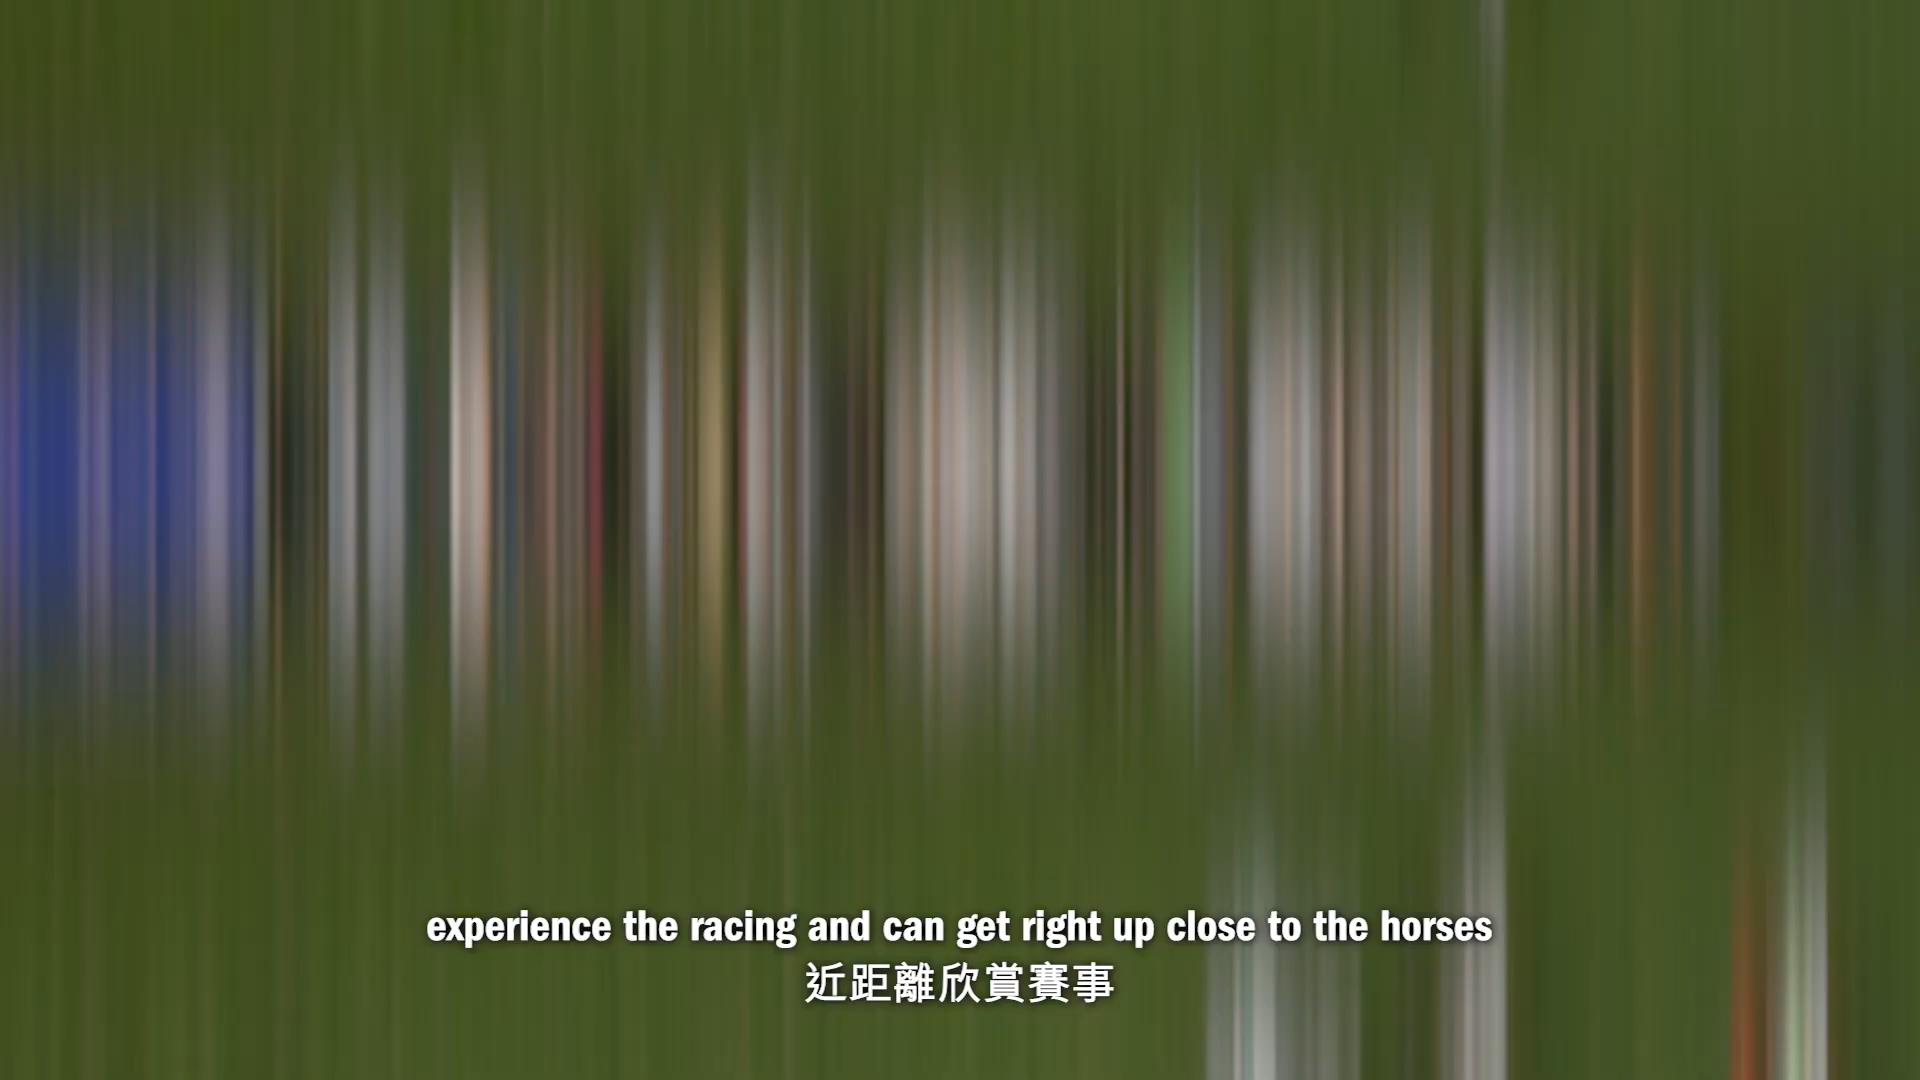 experience the racing and can get right up close to the horses
近距離欣賞賽事